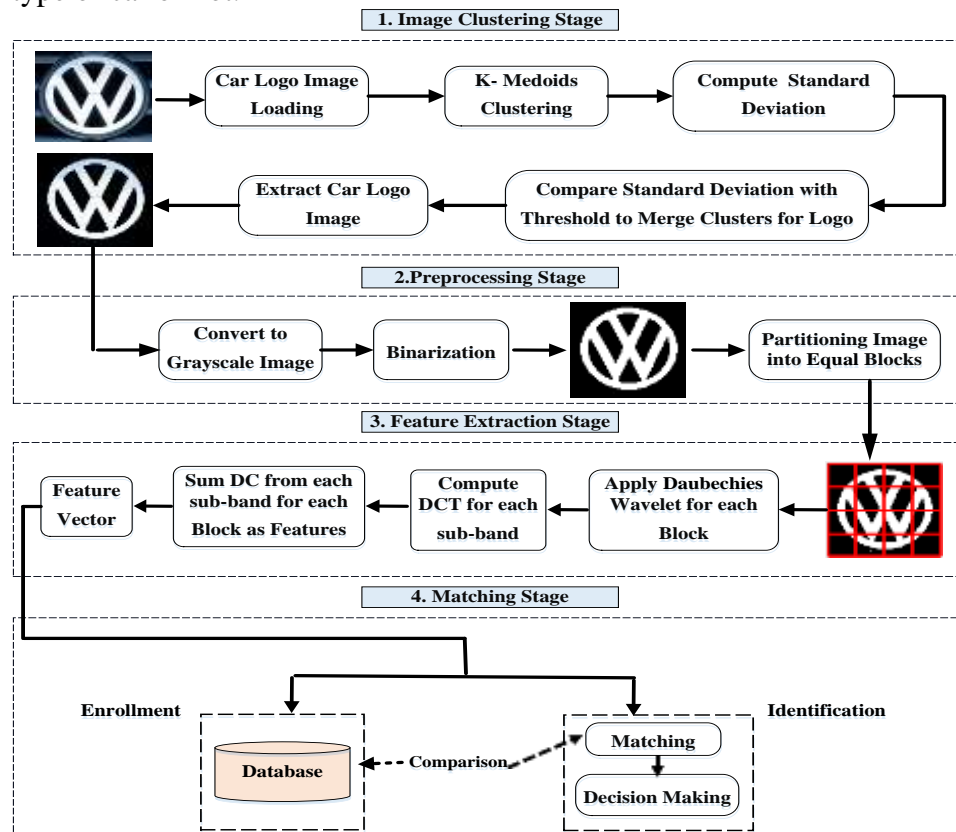 1. Image Clustering Stage
Car Logo Image
Loading
K- Medoids
Clustering
Compute Standard
Deviation
Extract Car Logo
Image
Compare Standard Deviation with
Threshold to Merge Clusters for Logo
2.Preprocessing Stage
Convert to
Grayscale Image
Binarization
Partitioning Image
into Equal Blocks
3. Feature Extraction Stage
Feature
Vector
Sum DC from each
sub-band for each
Block as Features
Compute
DCT for each
sub-band
Apply Daubechies
Wavelet for each
Block
4. Matching Stage
Enrollment
Identification
Database
Comparison
Matching
Decision Making